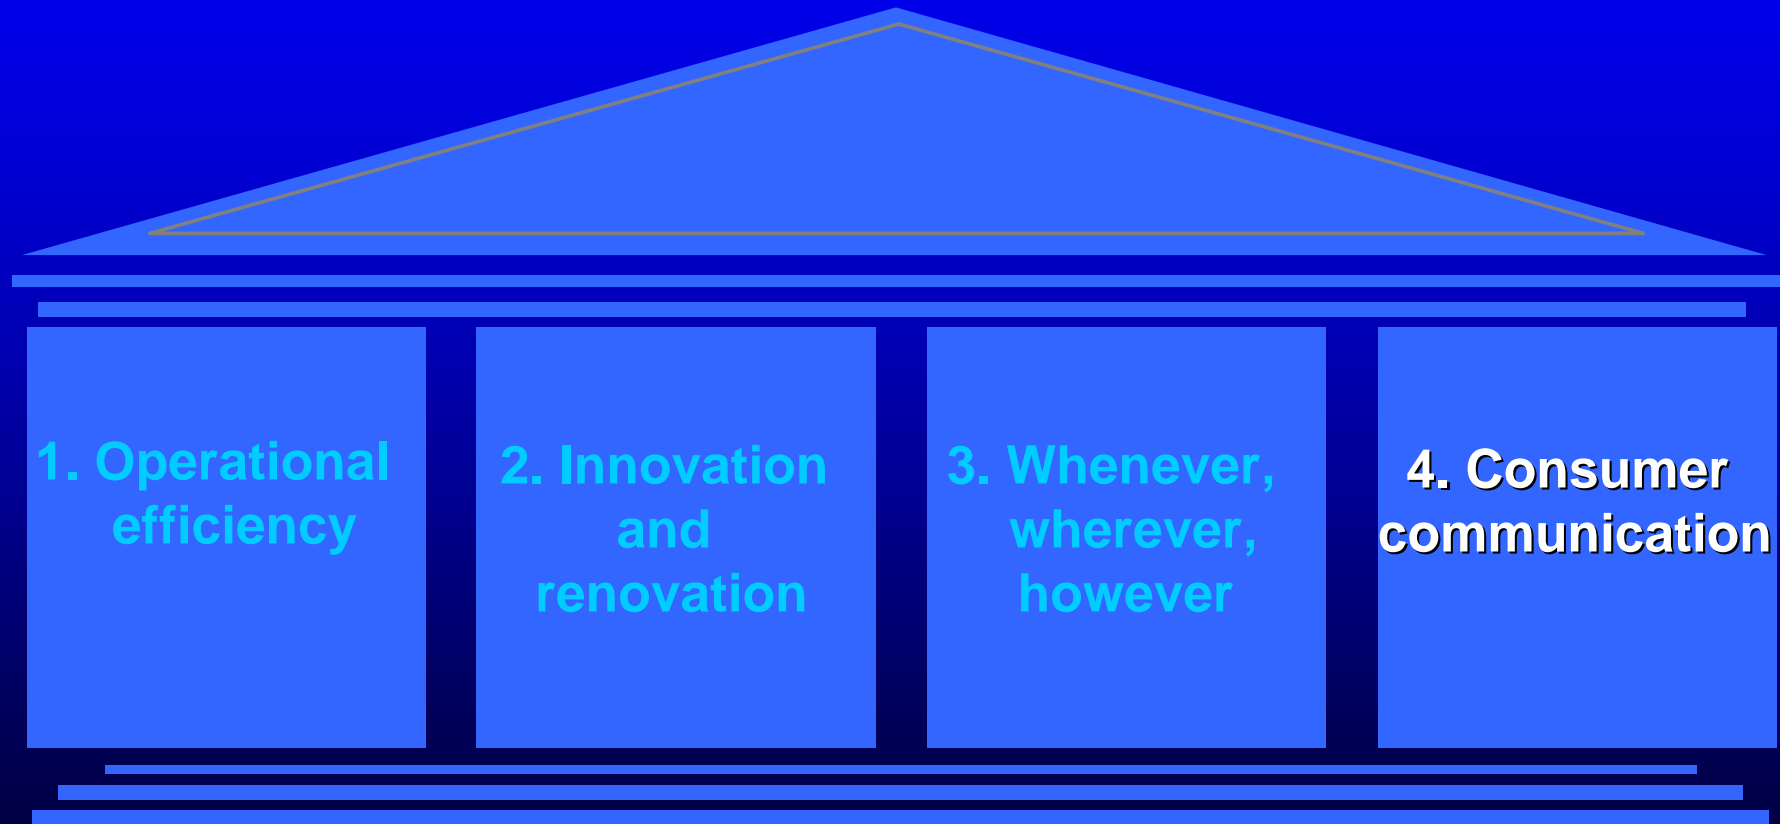 1. Operational
efficiency
2. Innovation
and
renovation
3. Whenever,
wherever,
however
4. Consumer
communication